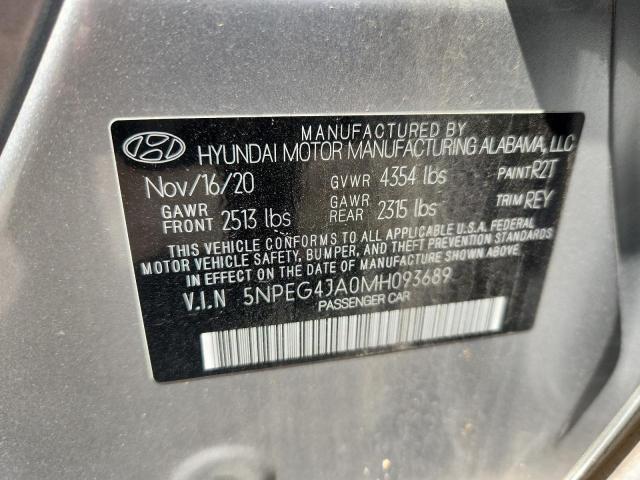 MANUFACTURED BY
HYUNDAI MOTOR MANUFACTURING ALABAMA, LLC
Nov/16/20 GVWR 4354 lbs PAINT R2T
GAWR FRONT 2513 lbs GAWR REAR 2315 lbs TRIM REY
THIS VEHICLE CONFORMS TO ALL APPLICABLE U.S.A. FEDERAL
MOTOR VEHICLE SAFETY, BUMPER, AND THEFT PREVENTION STANDARDS
IN EFFECT ON THE DATE OF MANUFACTURE SHOWN ABOVE.
V.I.N 5NPEG4JA0MH093689
PASSENGER CAR